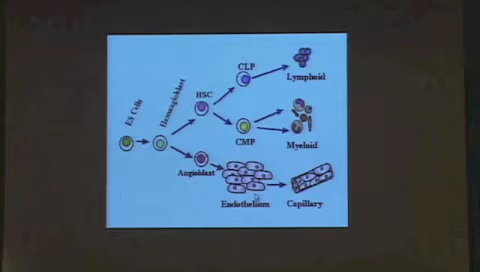 ES Cells
Hemangioblast
HSC
CLP
Lymphoid
CMP
Myeloid
Angioblast
Endothelium
Capillary